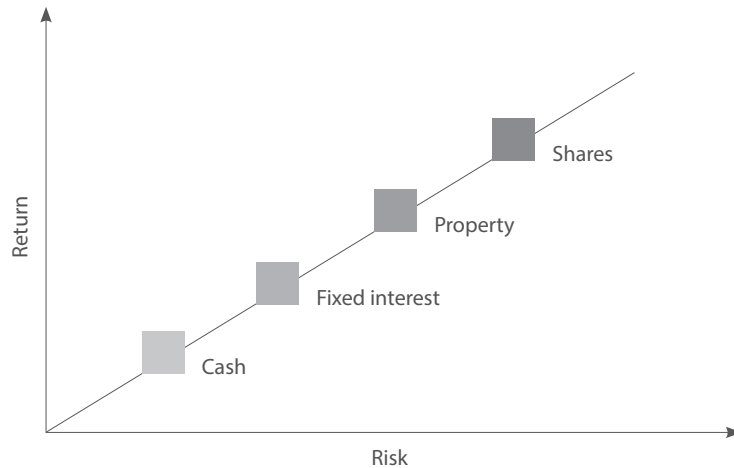 Return
Shares
Property
Fixed interest
Cash
Risk